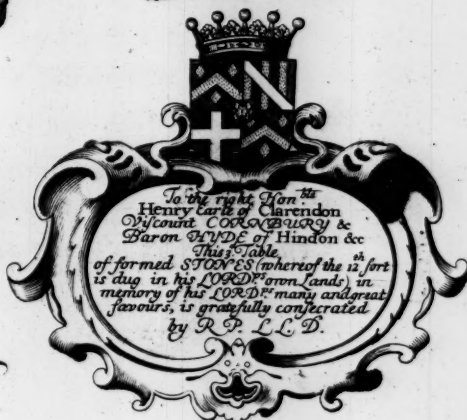 To the right Hon.ble
Henry Earle of Clarendon
Viscount CORNBURY &
Baron HYDE of Hindon &c
This 3. Table
of formed STONES (whereof the 12th sort
is dug in his LORDPs own Lands) in
memory of his LORDPs many and great
favours, is gratefully consecrated
by R. P. L. L. D.